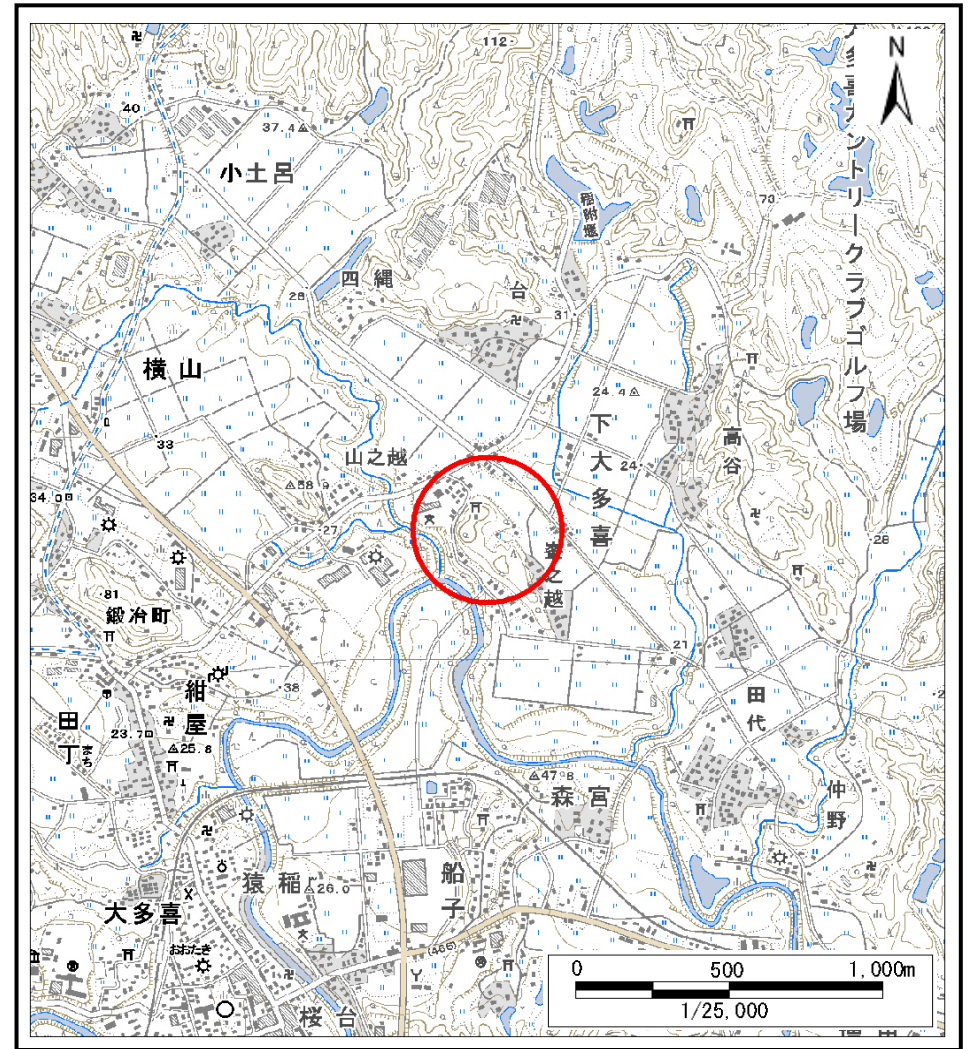 112
N
40
37.4
小土呂
稲附堰
70
大多喜カントリークラブゴルフ場
四縄
台
28
31
横山
24.4
下大多喜
高谷
33
山之越
24
34.0
27
28
81
鍛冶町
紺屋
38
21
田丁
まち
23.7
25.8
田代
47.8
森宮
仲野
猿稲
26.0
船子
大多喜
おおたき
(465)
桜台
0 500 1,000m
1/25,000